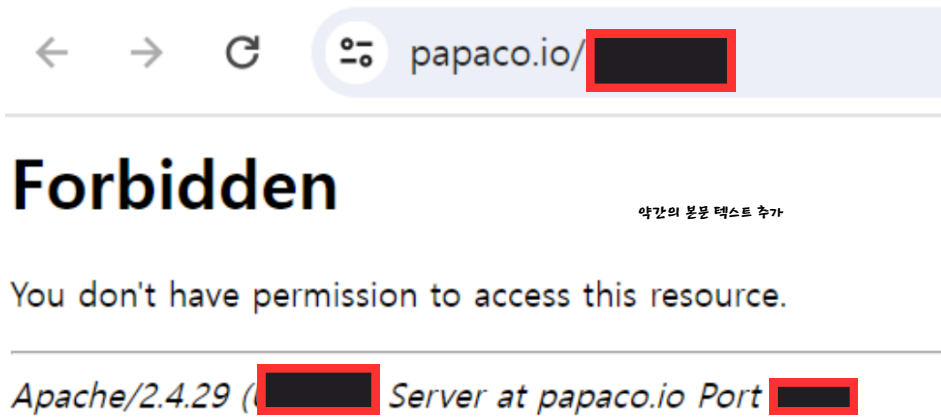 papaco.io/
Forbidden
약간의 본문 텍스트 추가
You don't have permission to access this resource.
Apache/2.4.29 ( Server at papaco.io Port